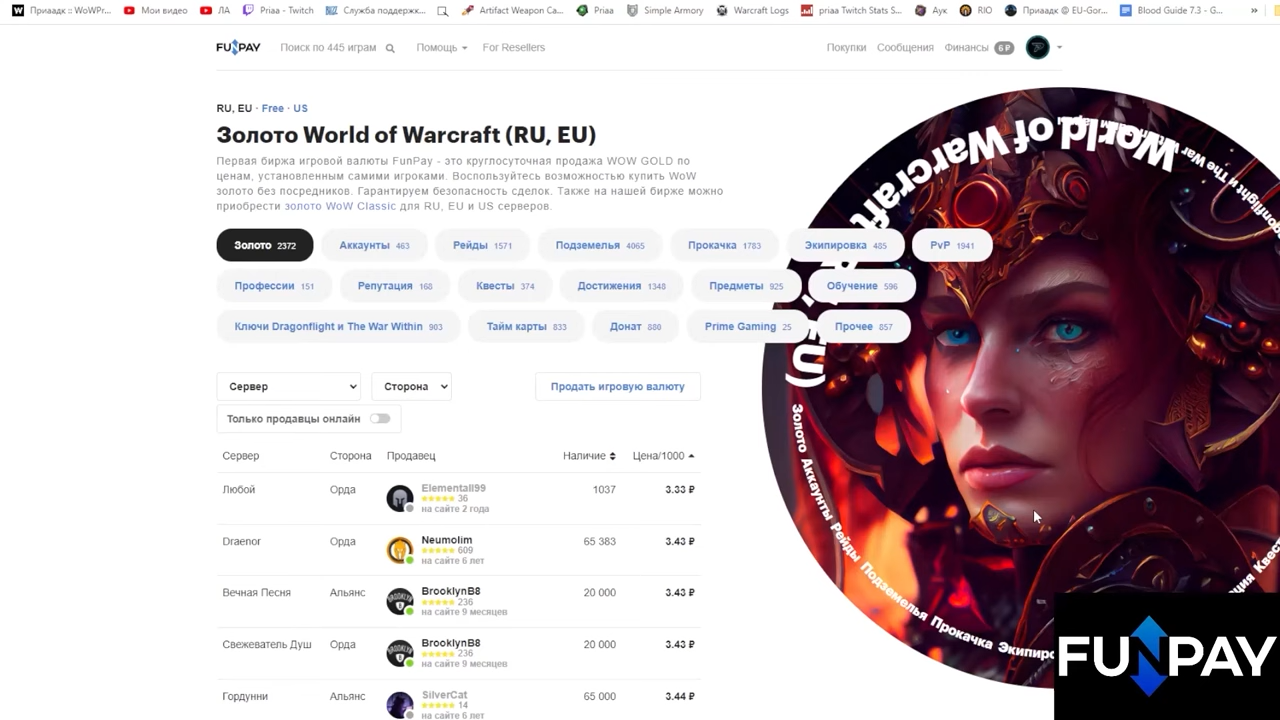 Приаадк :: WoWPr...
Мои видео
ЛА
Priaa - Twitch
Служба поддержк...
Artifact Weapon Ca...
Priaa
Simple Armory
Warcraft Logs
priaa Twitch Stats S...
Аук
RIO
Приаадк @ EU-Gor...
Blood Guide 7.3 - G...
»
FUNPAY
Поиск по 445 играм
Помощь
For Resellers
Покупки
Сообщения
Финансы 6 ₽
RU, EU · Free · US
Золото World of Warcraft (RU, EU)
Первая биржа игровой валюты FunPay - это круглосуточная продажа WOW GOLD по
ценам, установленным самими игроками. Воспользуйтесь возможностью купить WoW
золото без посредников. Гарантируем безопасность сделок. Также на нашей бирже можно
приобрести золото WoW Classic для RU, EU и US серверов.
Золото 2372
Аккаунты 463
Рейды 1571
Подземелья 4065
Прокачка 1783
Экипировка 485
PvP 1941
Профессии 151
Репутация 168
Квесты 374
Достижения 1348
Предметы 925
Обучение 596
Ключи Dragonflight и The War Within 903
Тайм карты 833
Донат 880
Prime Gaming 25
Прочее 857
Сервер
Сторона
Продать игровую валюту
Только продавцы онлайн
Сервер Сторона Продавец Наличие Цена/1000
Любой Орда Elementall99 1037 3.33 ₽
36
на сайте 2 года
Draenor Орда Neumolim 65 383 3.43 ₽
609
на сайте 6 лет
Вечная Песня Альянс BrooklynB8 20 000 3.43 ₽
236
на сайте 9 месяцев
Свежеватель Душ Орда BrooklynB8 20 000 3.43 ₽
236
на сайте 9 месяцев
Гордунни Альянс SilverCat 65 000 3.44 ₽
14
на сайте 6 лет
World of Warcraft
EU)
Золото Аккаунты Рейды Подземелья Прокачка Экипиро
FUNPAY